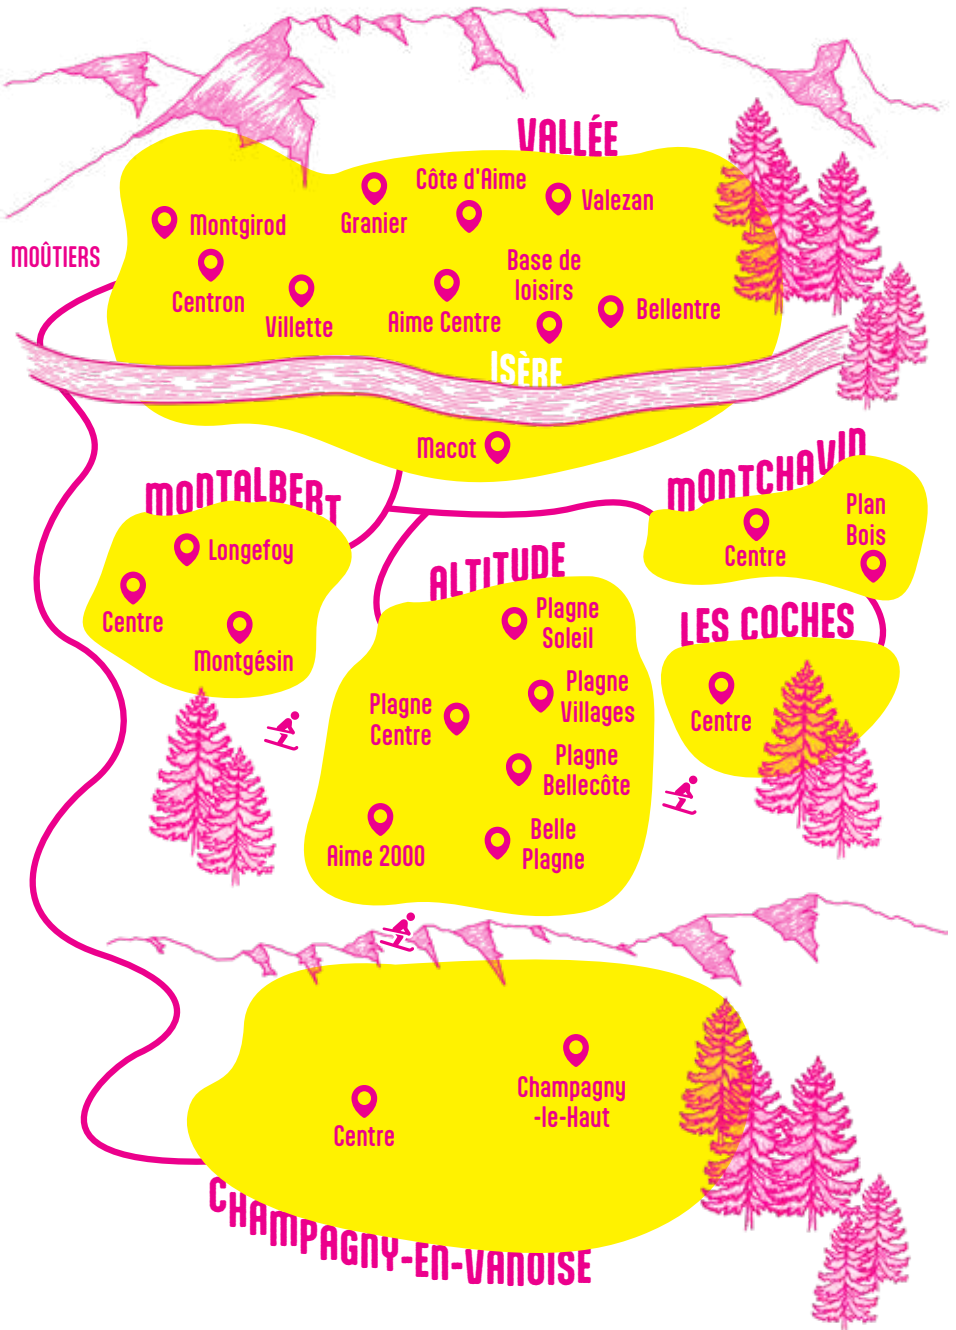 VALLÉE
Côte d'Aime
Valezan
Granier
Montgirod
MOÛTIERS
Base de
loisirs
Centron
Villette
Aime Centre
Bellentre
ISÈRE
Macot
MONTALBERT
MONTCHAVIN
Longefoy
Centre
Montgésin
Plan
Bois
Centre
ALTITUDE
Plagne
Soleil
LES COCHES
Plagne
Villages
Plagne
Centre
Centre
Plagne
Bellecôte
Belle
Plagne
Aime 2000
Champagny
-le-Haut
Centre
CHAMPAGNY-EN-VANOISE